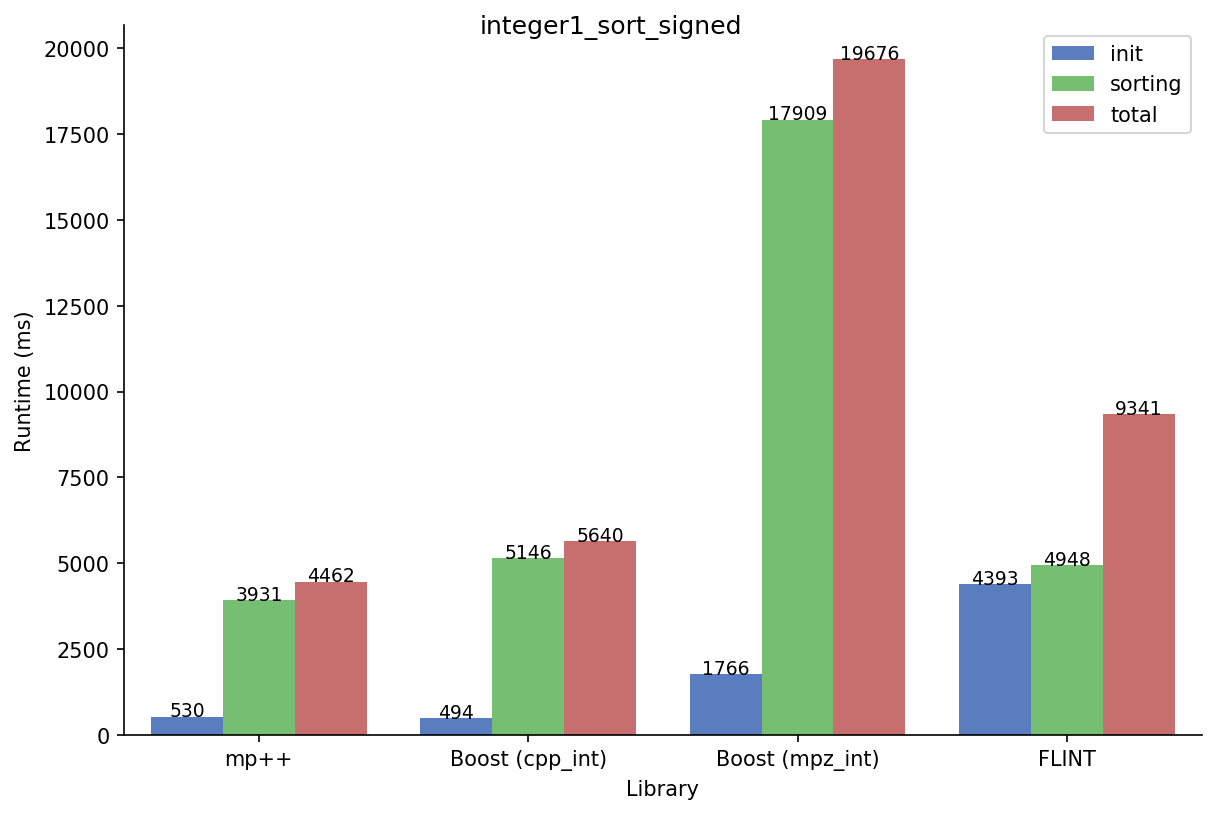 integer1_sort_signed
init
sorting
total
Runtime (ms)
20000
17500
15000
12500
10000
7500
5000
2500
0
530
3931
4462
494
5146
5640
1766
17909
19676
4393
4948
9341
mp++
Boost (cpp_int)
Boost (mpz_int)
FLINT
Library